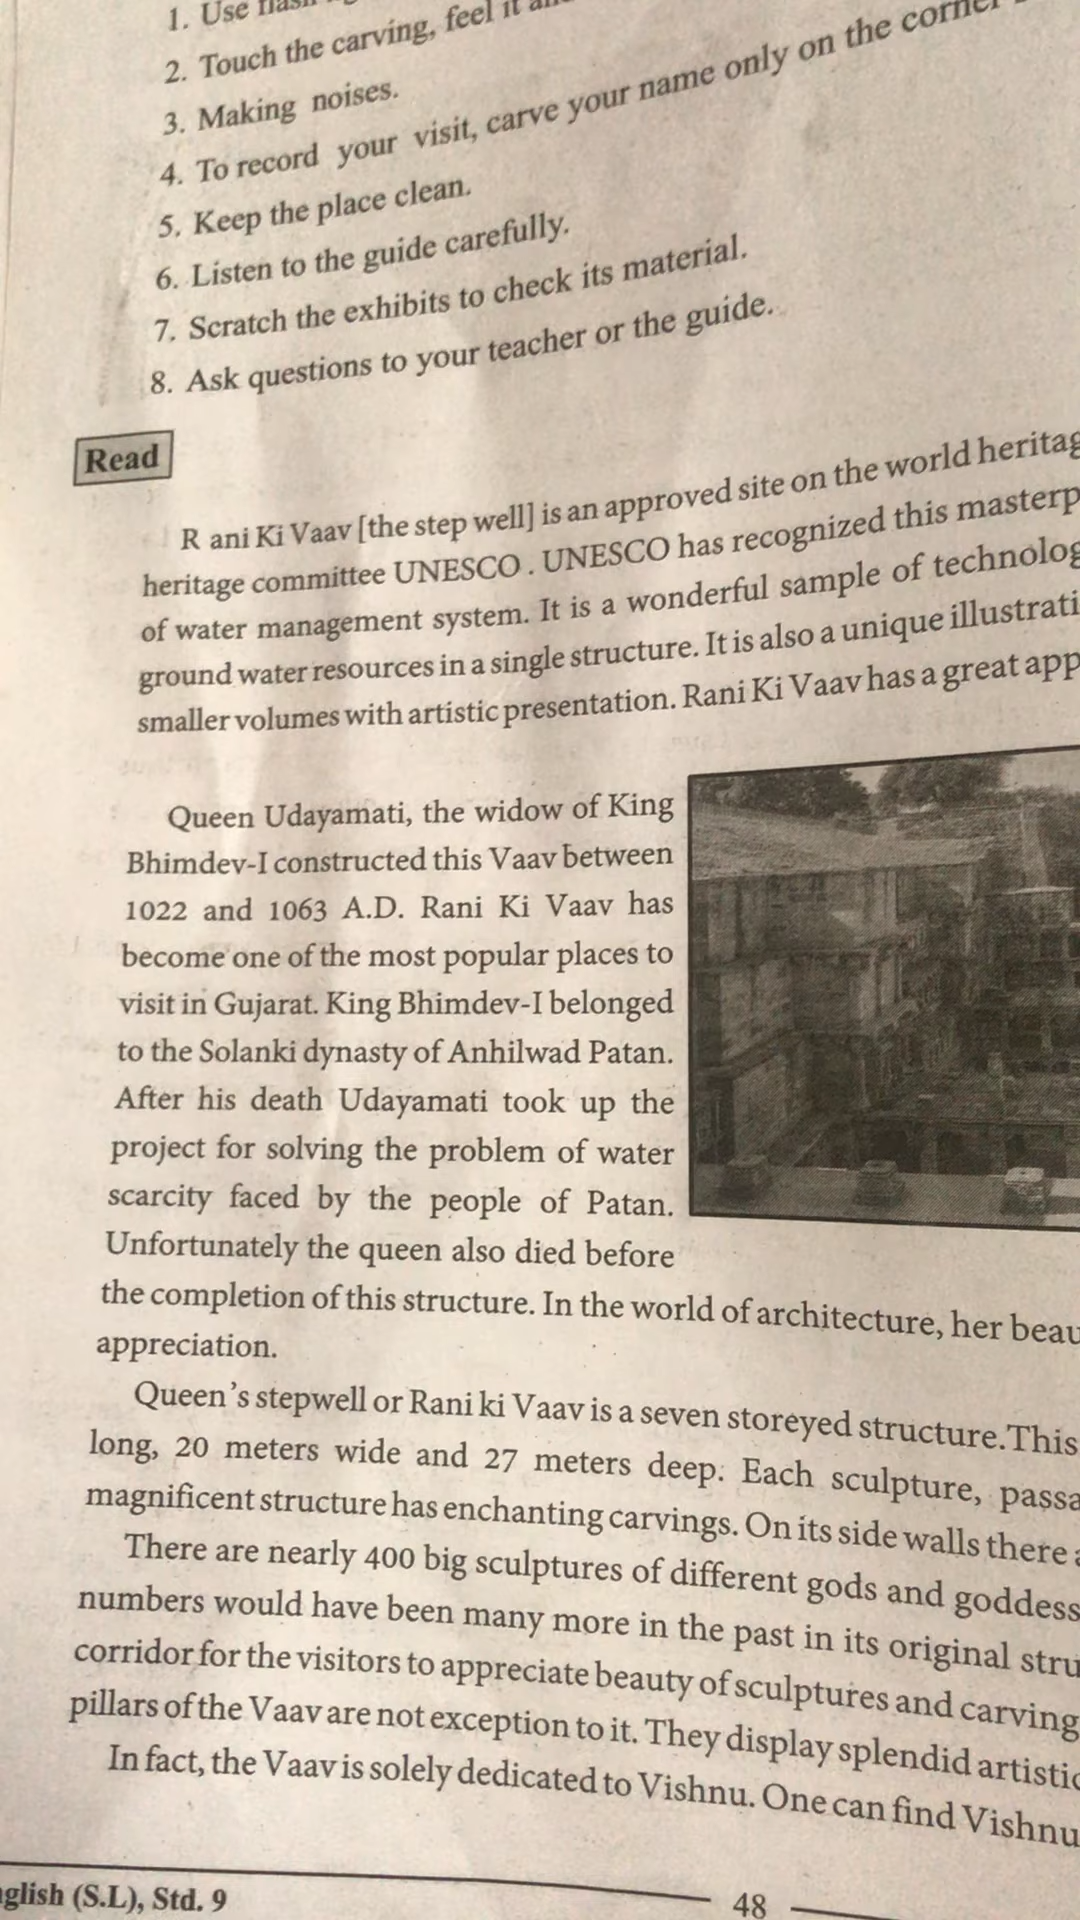 1. Use
2. Touch the carving, feel it
3. Making noises.
4. To record your visit, carve your name only on the corner
5. Keep the place clean.
6. Listen to the guide carefully.
7. Scratch the exhibits to check its material.
8. Ask questions to your teacher or the guide.
Read
R ani Ki Vaav [the step well] is an approved site on the world
heritage committee UNESCO . UNESCO has recognized this
of water management system. It is a wonderful sample of
ground water resources in a single structure. It is also a unique
smaller volumes with artistic presentation. Rani Ki Vaav has a great
Queen Udayamati, the widow of King
Bhimdev-I constructed this Vaav between
1022 and 1063 A.D. Rani Ki Vaav has
become one of the most popular places to
visit in Gujarat. King Bhimdev-I belonged
to the Solanki dynasty of Anhilwad Patan.
After his death Udayamati took up the
project for solving the problem of water
scarcity faced by the people of Patan.
Unfortunately the queen also died before
the completion of this structure. In the world of architecture, her
appreciation.
Queen's stepwell or Rani ki Vaav is a seven storeyed structure.This
long, 20 meters wide and 27 meters deep. Each sculpture,
magnificent structure has enchanting carvings. On its side walls there
There are nearly 400 big sculptures of different gods and
numbers would have been many more in the past in its original
corridor for the visitors to appreciate beauty of sculptures and
pillars of the Vaav are not exception to it. They display splendid
In fact, the Vaav is solely dedicated to Vishnu. One can find Vishnu
(S.L), Std. 9
48